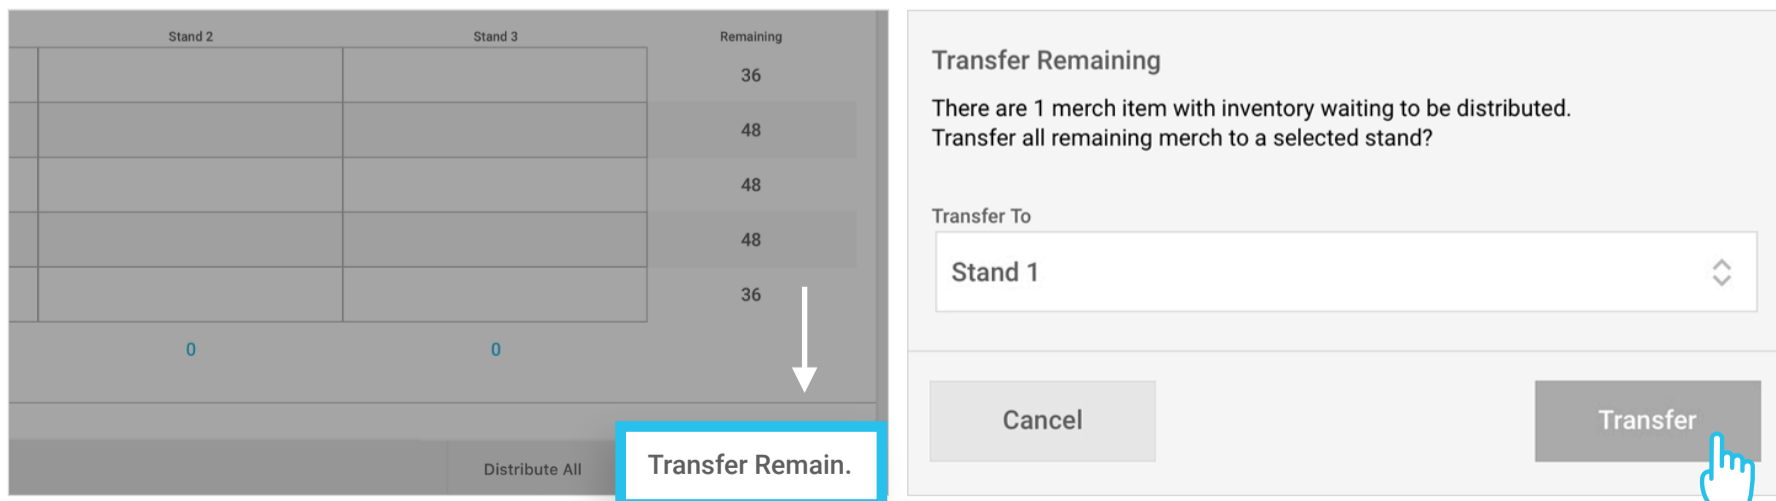 Stand 2 Stand 3 Remaining
36
48
48
48
36
0 0
Distribute All Transfer Remain.
Transfer Remaining
There are 1 merch item with inventory waiting to be distributed.
Transfer all remaining merch to a selected stand?
Transfer To
Stand 1
Cancel Transfer